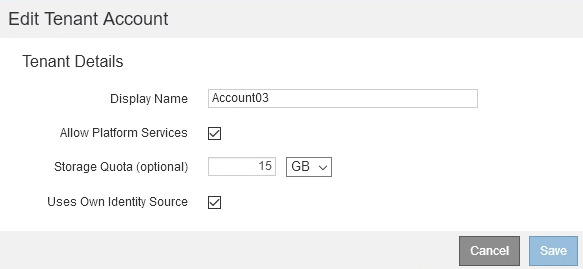 Edit Tenant Account
Tenant Details
Display Name Account03
Allow Platform Services
Storage Quota (optional) 15 GB
Uses Own Identity Source
Cancel Save